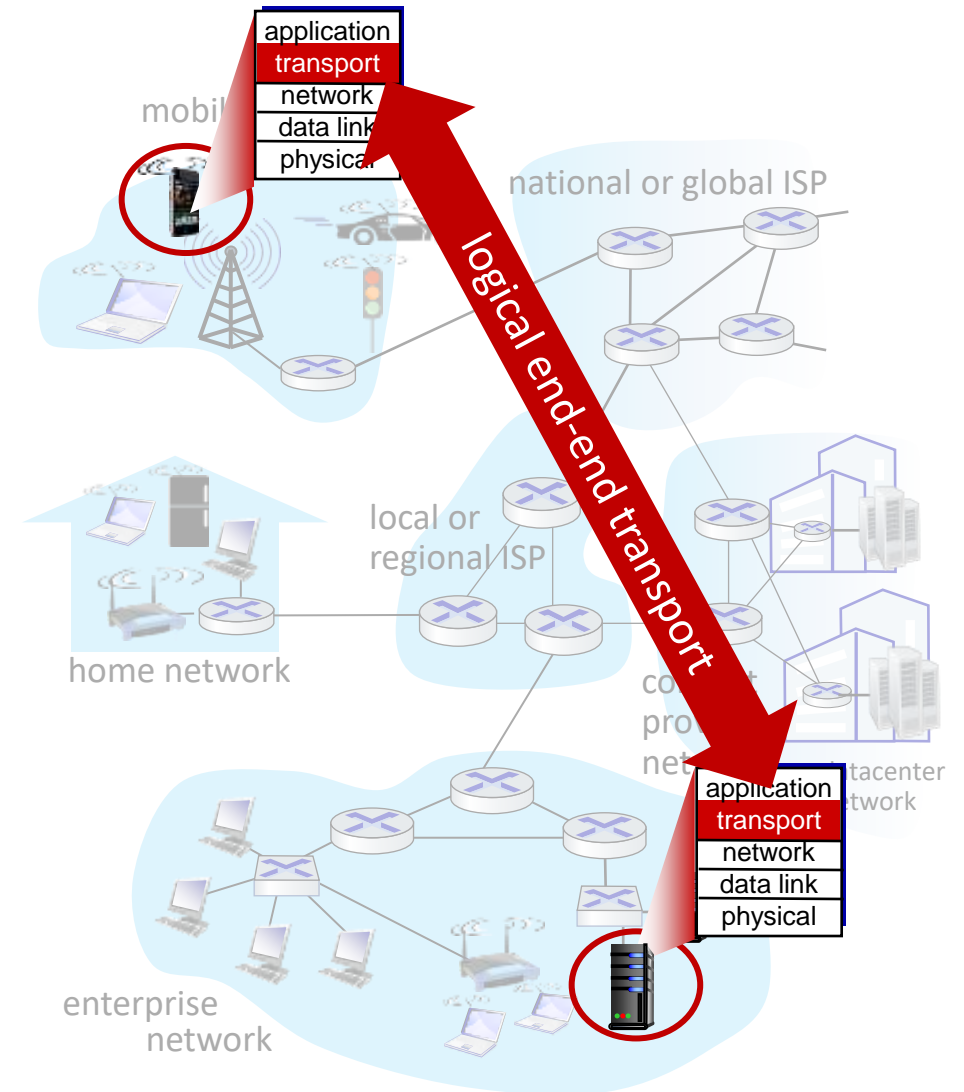 application
transport
network
data link
physical
national or global ISP
logical end-end transport
local or
regional ISP
home network
application
transport
network
data link
physical
network
enterprise
network